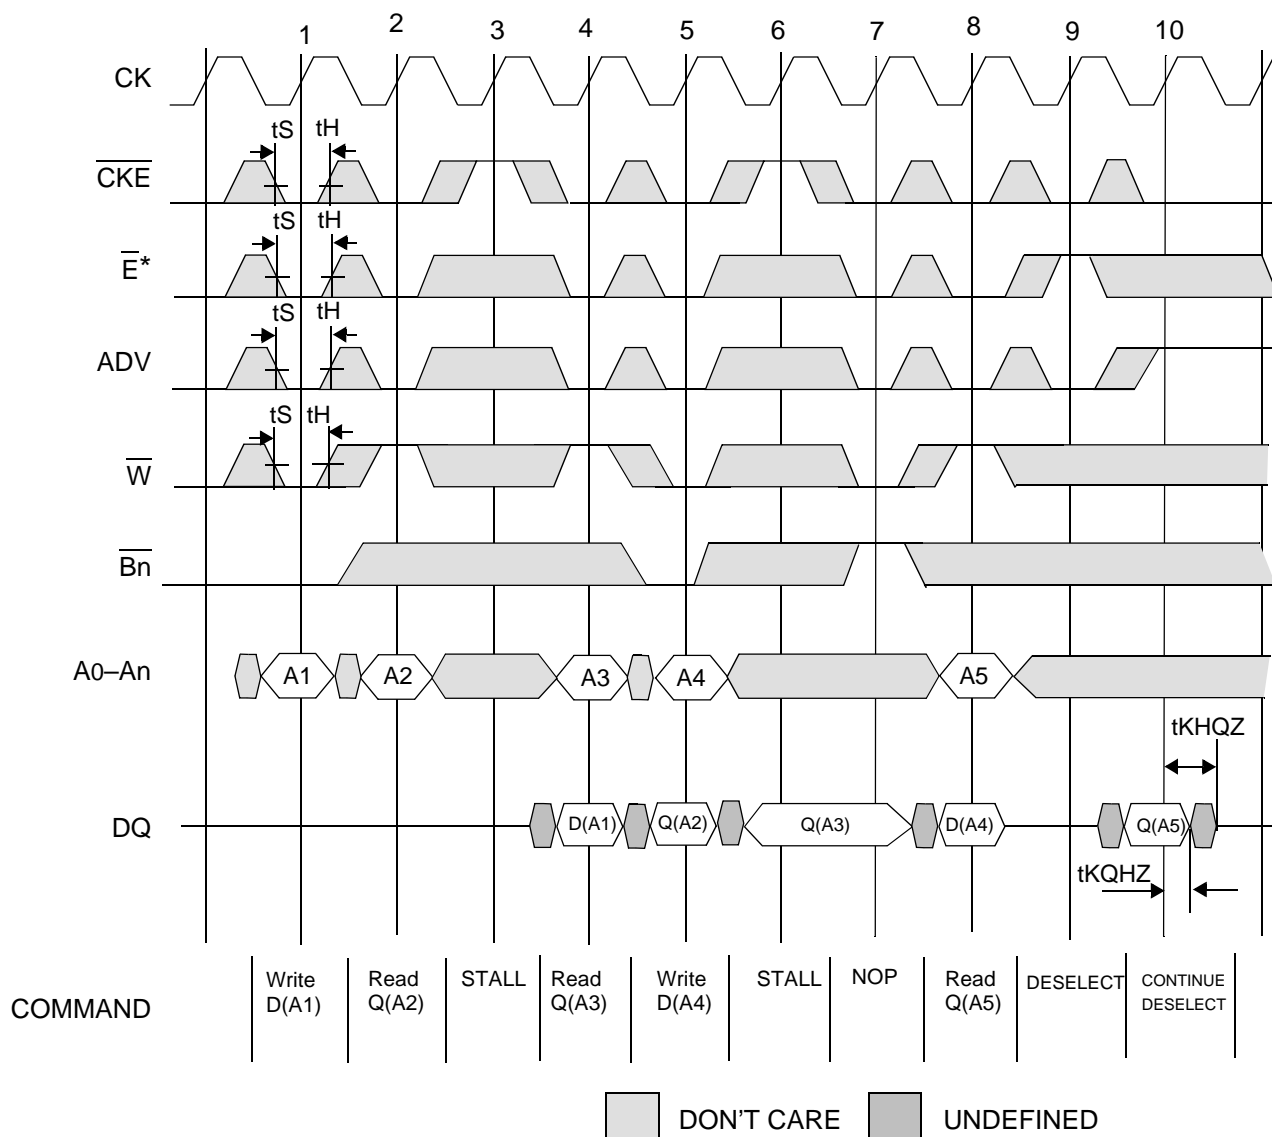 1 2 3 4 5 6 7 8 9 10
CK
tS tH
CKE
tS tH
E*
tS tH
ADV
tS tH
W
Bn
A0–An A1 A2 A3 A4 A5
tKHQZ
DQ D(A1) Q(A2) Q(A3) D(A4) Q(A5)
tKQHZ
COMMAND
Write D(A1)
Read Q(A2)
STALL
Read Q(A3)
Write D(A4)
STALL
NOP
Read Q(A5)
DESELECT
CONTINUE DESELECT
DON'T CARE UNDEFINED